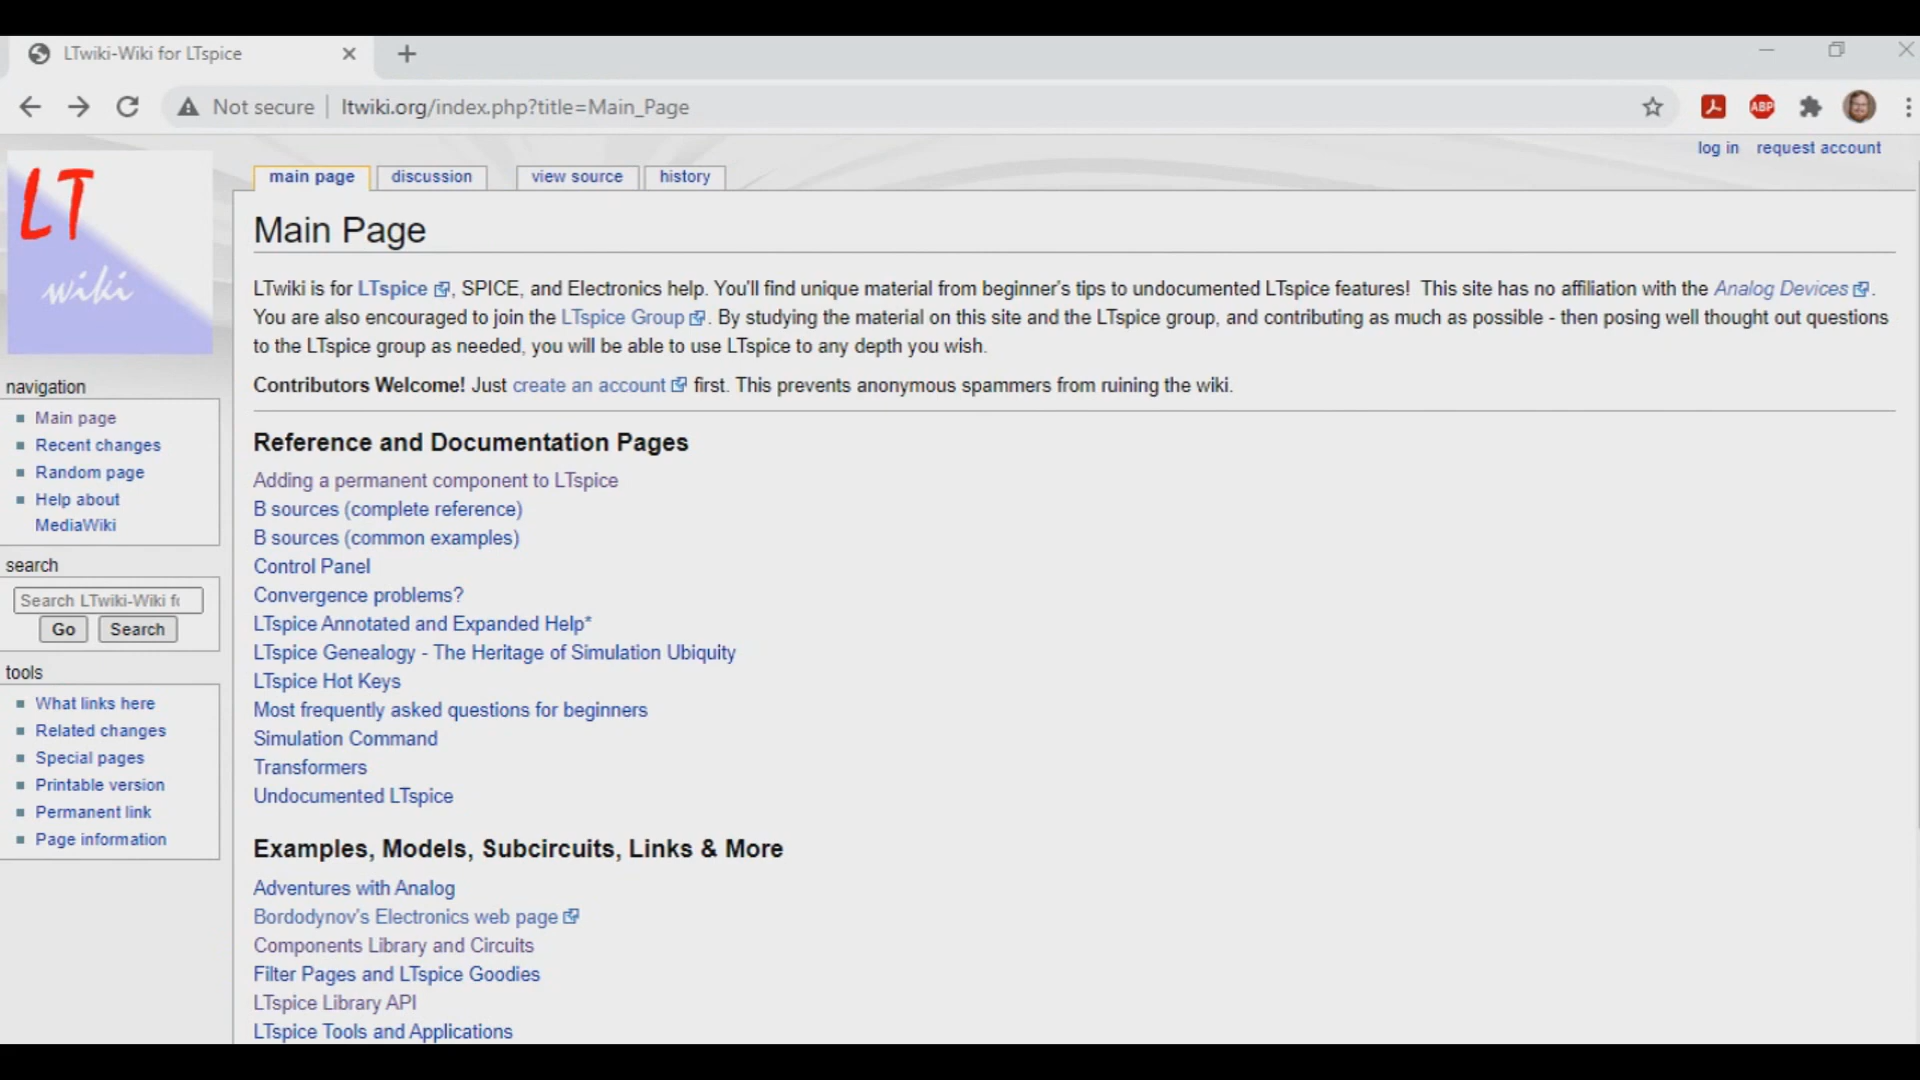 LTwiki-Wiki for LTspice
Not secure
ltwiki.org/index.php?title=Main_Page
ABP
log in request account
LT
wiki
main page discussion view source history
Main Page
LTwiki is for LTspice, SPICE, and Electronics help. You'll find unique material from beginner's tips to undocumented LTspice features! This site has no affiliation with the Analog Devices.
You are also encouraged to join the LTspice Group. By studying the material on this site and the LTspice group, and contributing as much as possible - then posing well thought out questions
to the LTspice group as needed, you will be able to use LTspice to any depth you wish.
Contributors Welcome! Just create an account first. This prevents anonymous spammers from ruining the wiki.
navigation
Main page
Recent changes
Random page
Help about
MediaWiki
search
Search LTwiki-Wiki fo
Go Search
tools
What links here
Related changes
Special pages
Printable version
Permanent link
Page information
Reference and Documentation Pages
Adding a permanent component to LTspice
B sources (complete reference)
B sources (common examples)
Control Panel
Convergence problems?
LTspice Annotated and Expanded Help*
LTspice Genealogy - The Heritage of Simulation Ubiquity
LTspice Hot Keys
Most frequently asked questions for beginners
Simulation Command
Transformers
Undocumented LTspice
Examples, Models, Subcircuits, Links & More
Adventures with Analog
Bordodynov's Electronics web page
Components Library and Circuits
Filter Pages and LTspice Goodies
LTspice Library API
LTspice Tools and Applications